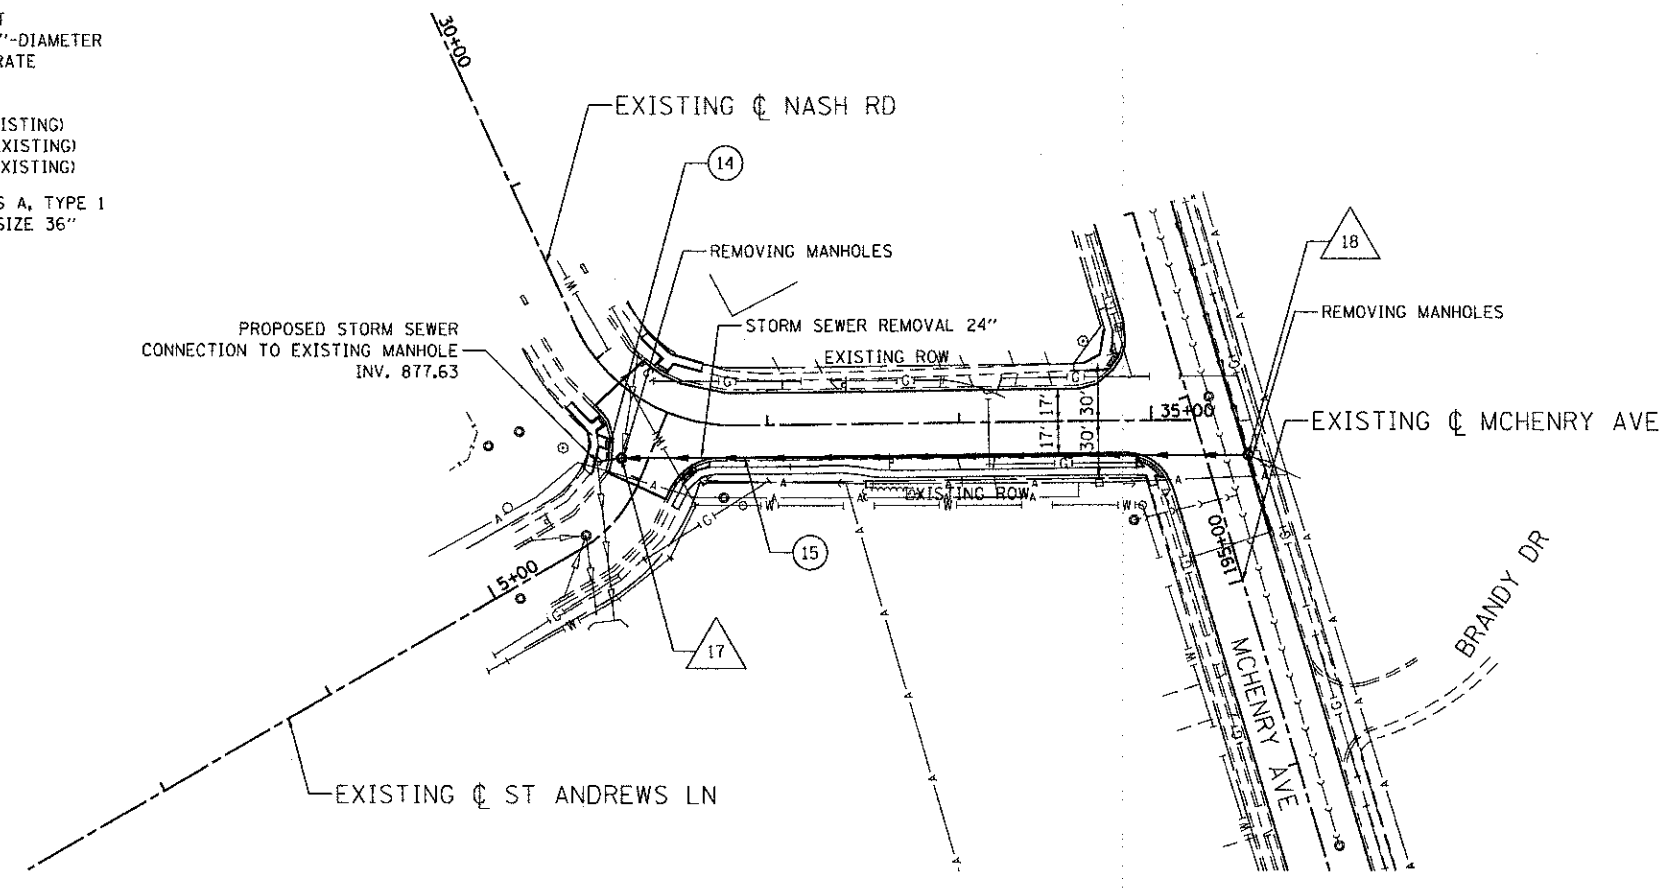 T
"-DIAMETER
RATE
ISTING)
EXISTING)
XISTING)
S A, TYPE 1
SIZE 36"
30+00
EXISTING ℄ NASH RD
14
REMOVING MANHOLES
18
REMOVING MANHOLES
PROPOSED STORM SEWER
CONNECTION TO EXISTING MANHOLE
INV. 877.63
STORM SEWER REMOVAL 24"
EXISTING ROW
17' 17'
30' 30'
35+00
EXISTING ℄ MCHENRY AVE
EXISTING ROW
15
15+00
1195+00
17
BRANDY DR
MCHENRY AVE
EXISTING ℄ ST ANDREWS LN